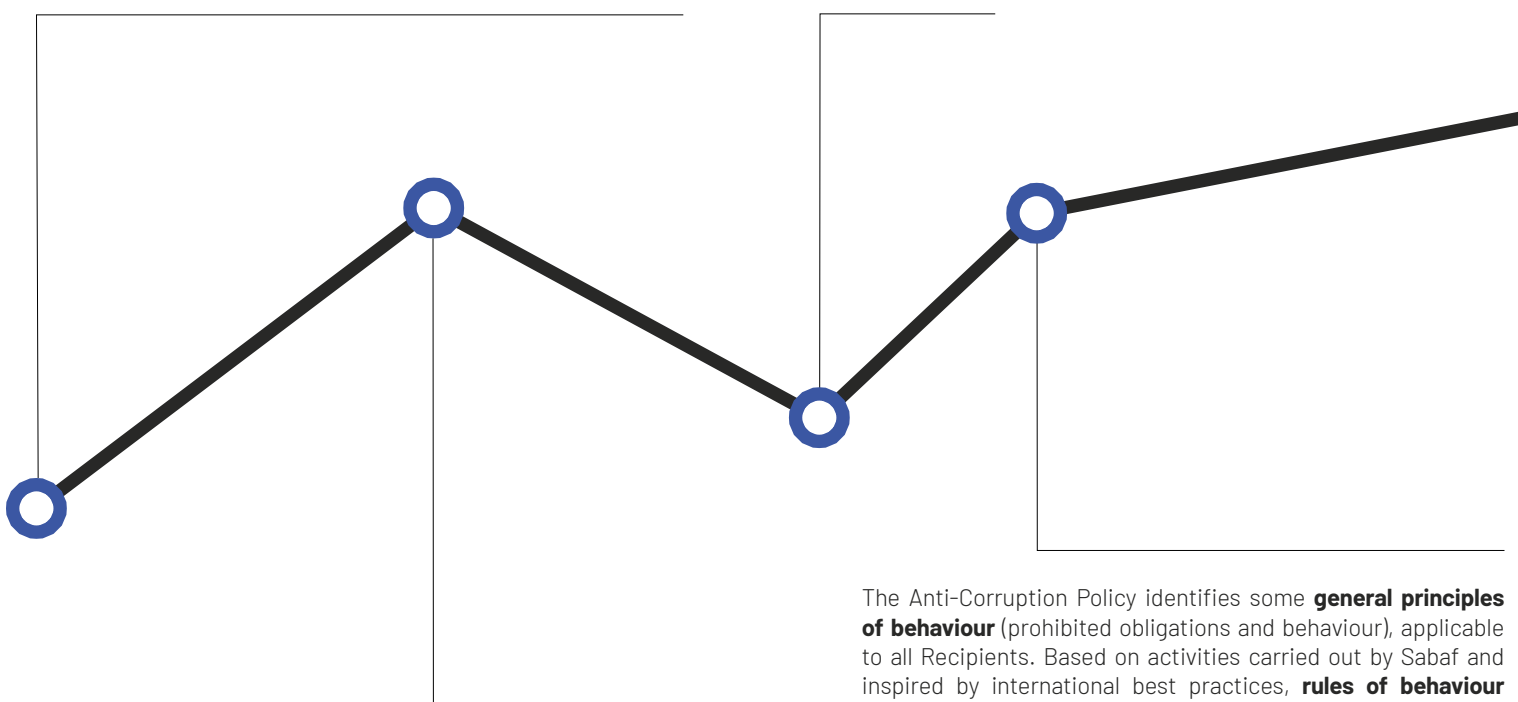 The Anti-Corruption Policy identifies some general principles
of behaviour (prohibited obligations and behaviour), applicable
to all Recipients. Based on activities carried out by Sabaf and
inspired by international best practices, rules of behaviour